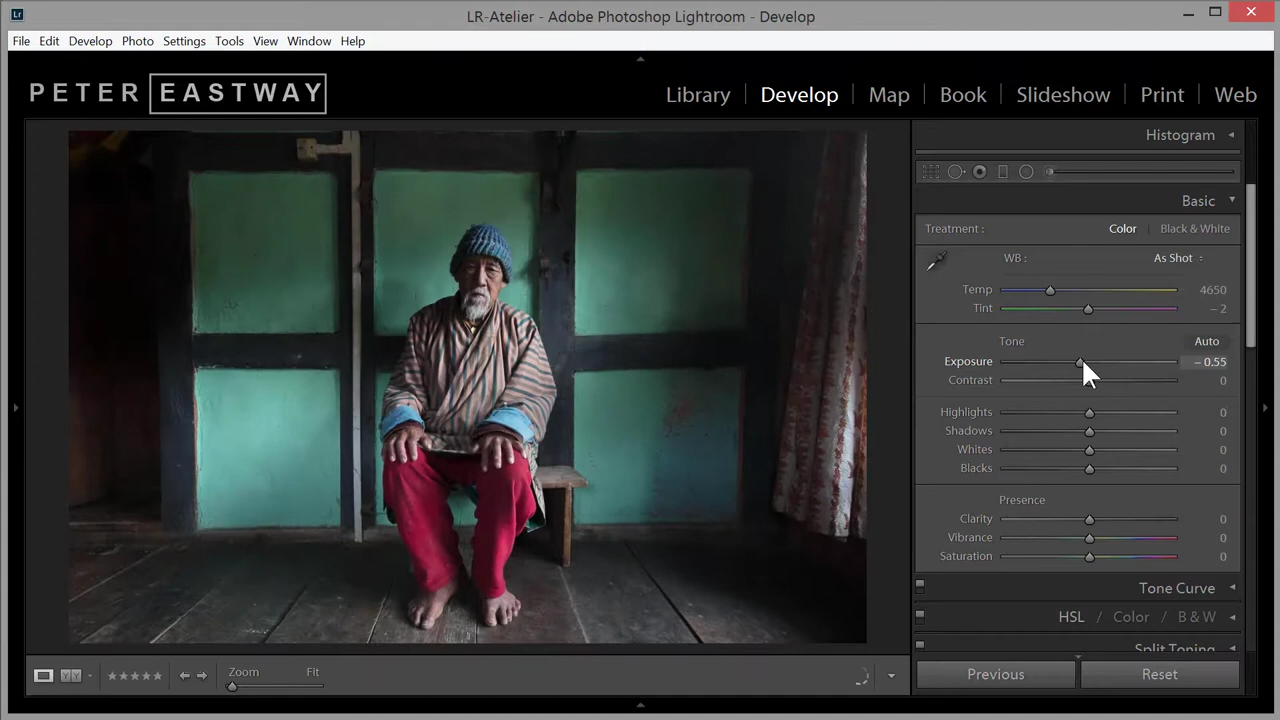 Lr LR-Atelier - Adobe Photoshop Lightroom - Develop
File Edit Develop Photo Settings Tools View Window Help
PETER EASTWAY
Library Develop Map Book Slideshow Print Web
Histogram
Basic
Treatment : Color Black & White
WB : As Shot
Temp 4650
Tint – 2
Tone Auto
Exposure – 0.55
Contrast 0
Highlights 0
Shadows 0
Whites 0
Blacks 0
Presence
Clarity 0
Vibrance 0
Saturation 0
Tone Curve
HSL / Color / B & W
Split Toning
Zoom Fit
Previous Reset